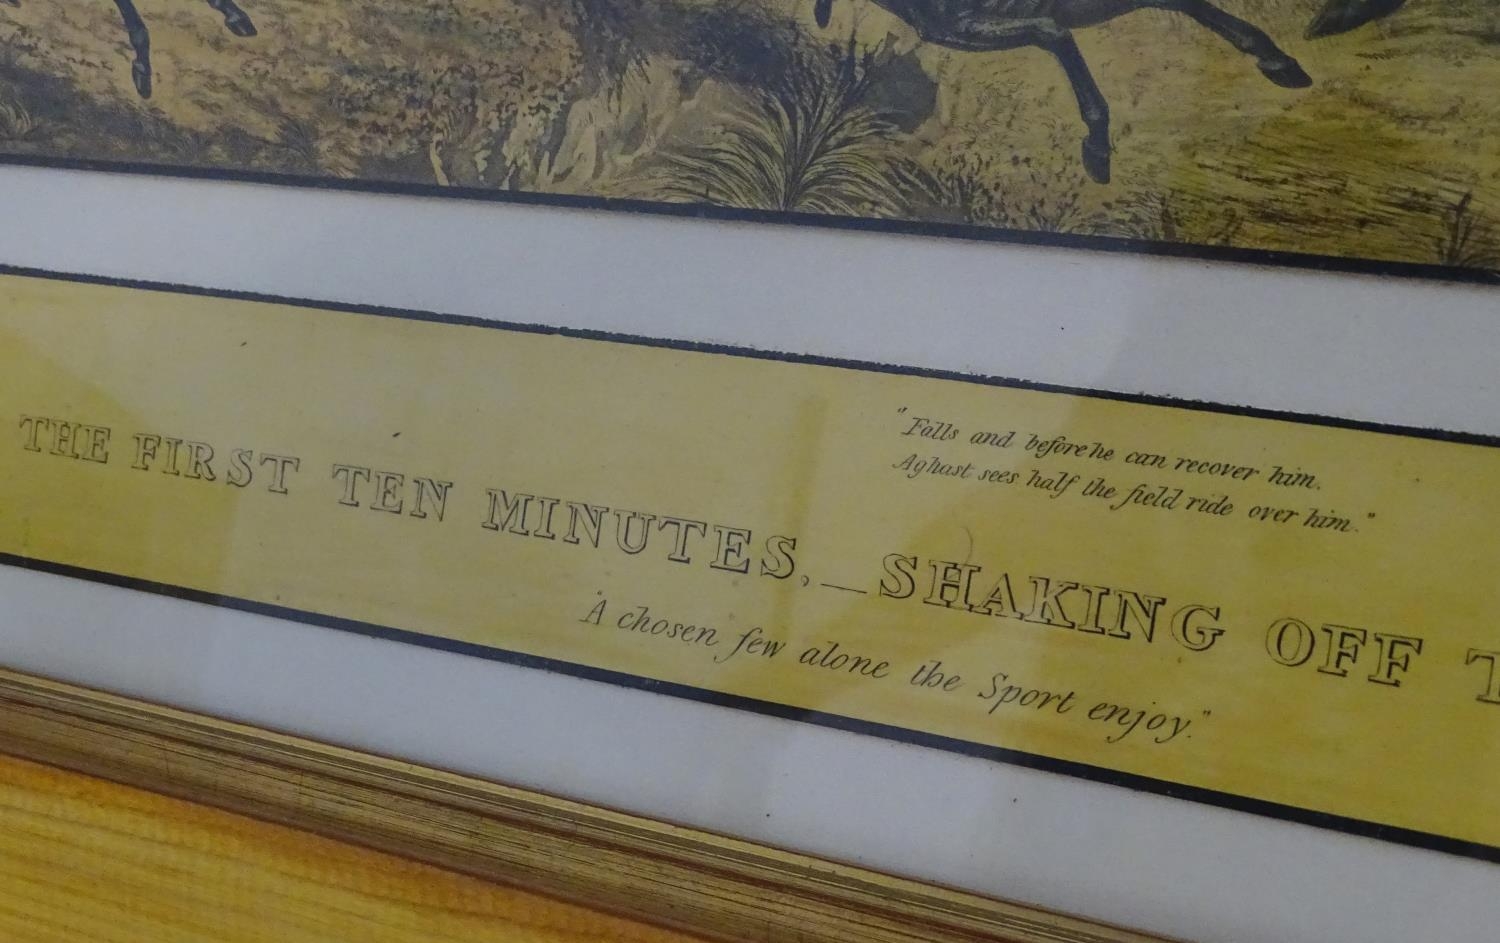 "Falls and before he can recover him.
Aghast sees half the field ride over him."
THE FIRST TEN MINUTES._SHAKING OFF
A chosen few alone the Sport enjoy."